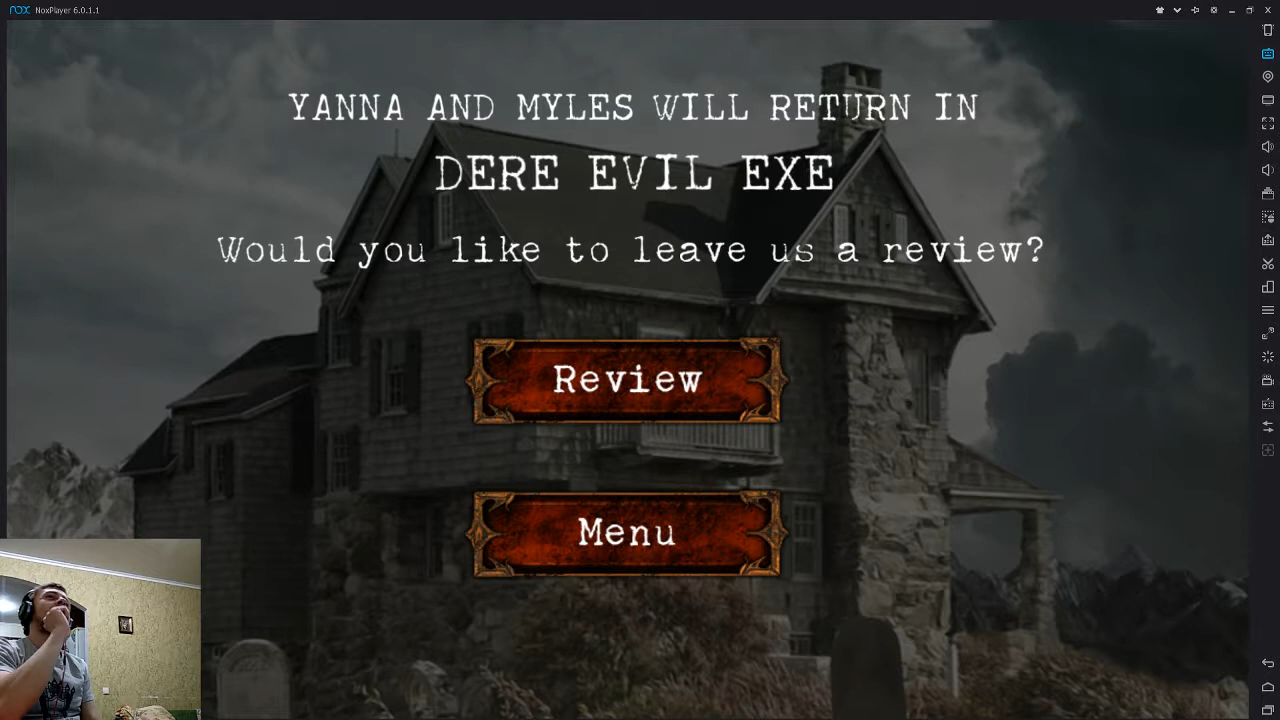 nox NoxPlayer 6.0.1.1
YANNA AND MYLES WILL RETURN IN
DERE EVIL EXE
Would you like to leave us a review?
Review
Menu